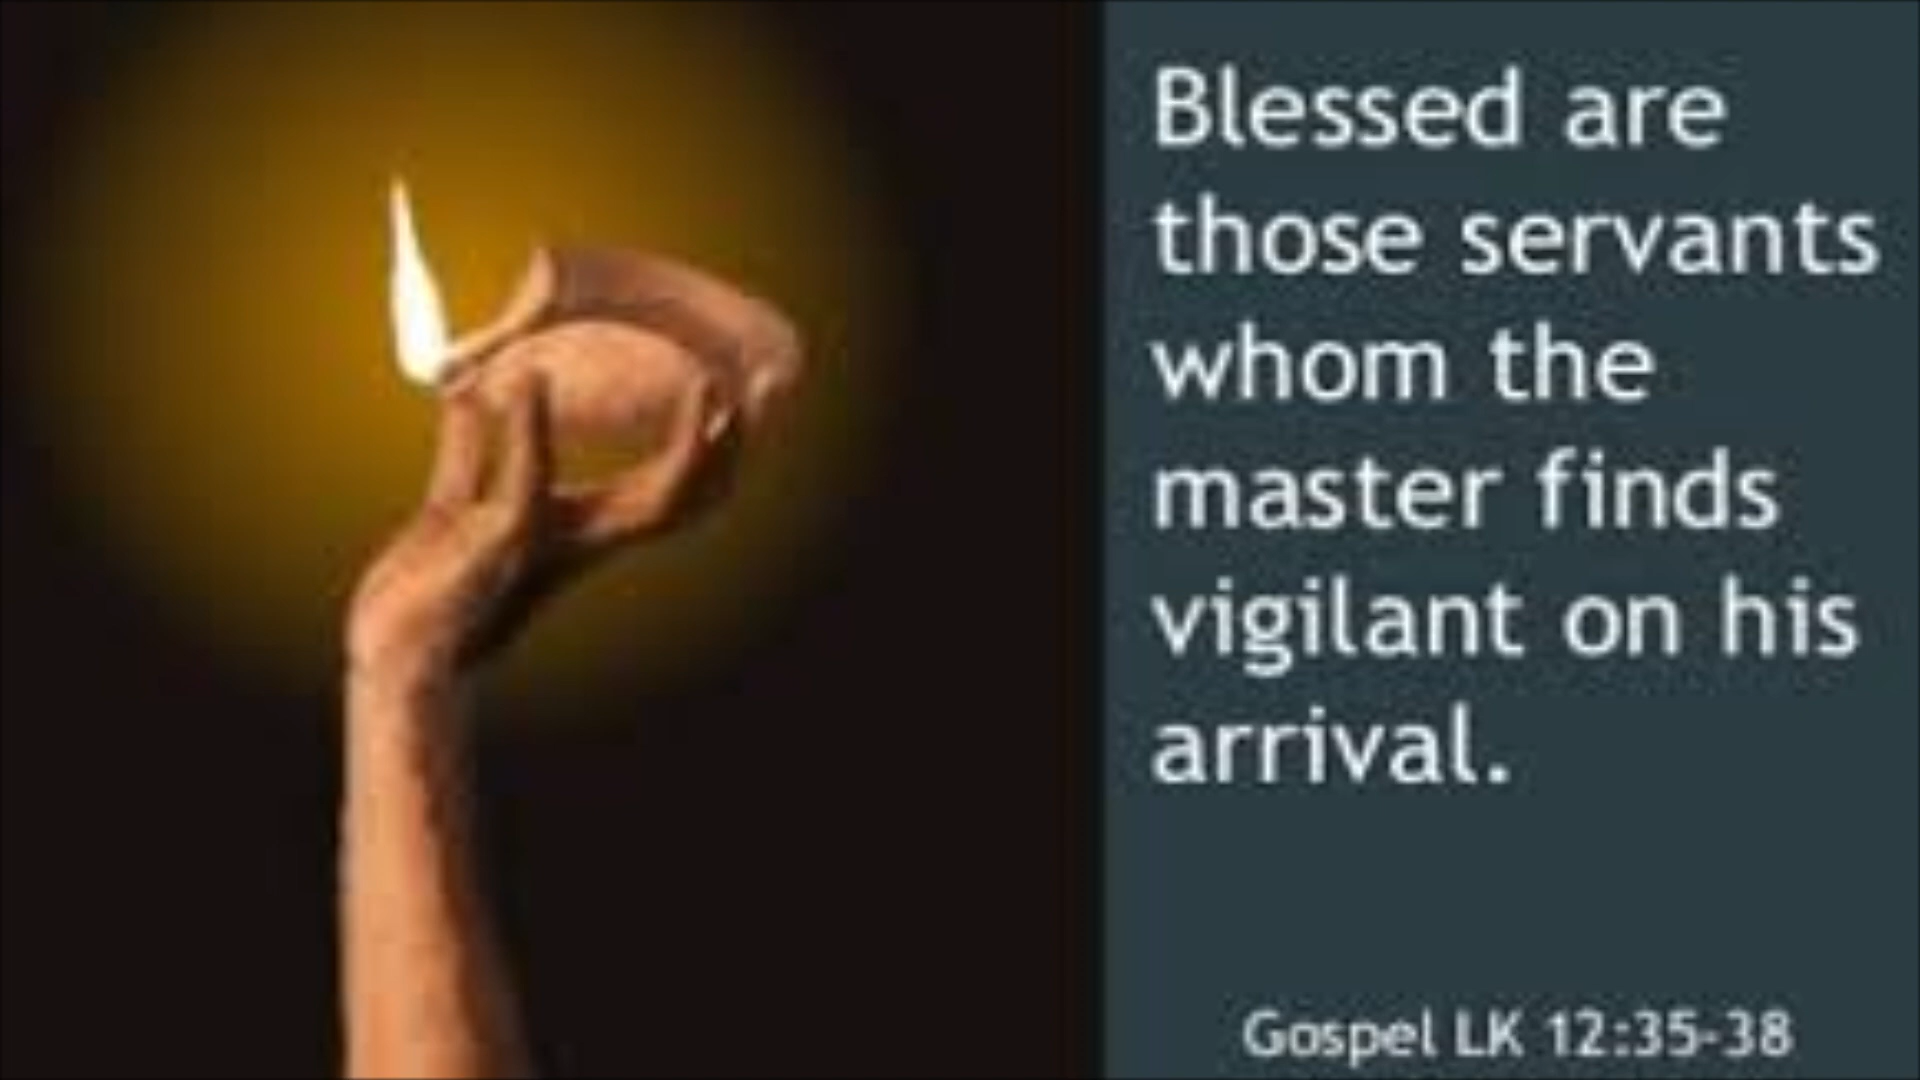 Blessed are
those servants
whom the
master finds
vigilant on his
arrival.
Gospel LK 12:35-38